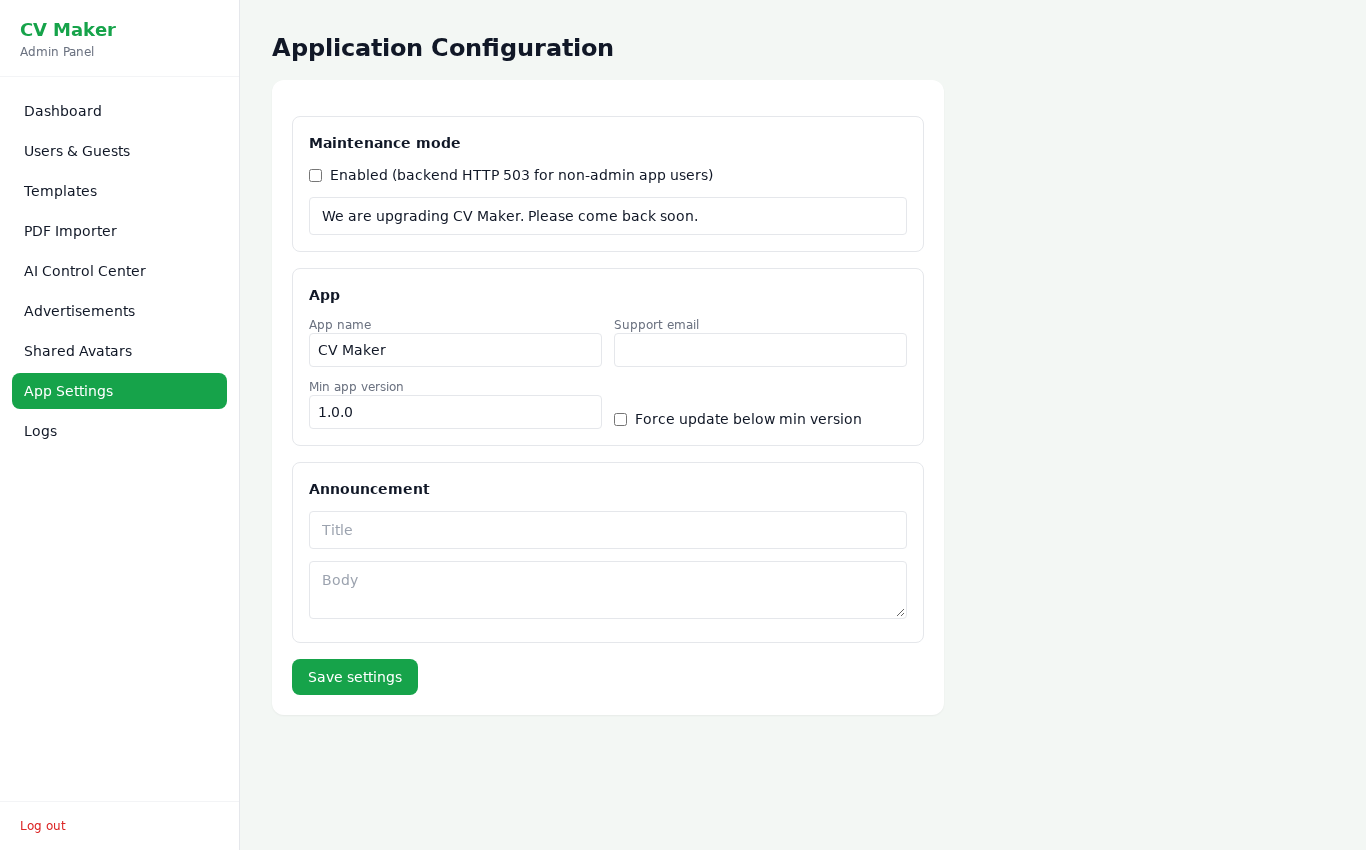 CV Maker
Admin Panel
Dashboard
Users & Guests
Templates
PDF Importer
AI Control Center
Advertisements
Shared Avatars
App Settings
Logs
Log out
Application Configuration
Maintenance mode
Enabled (backend HTTP 503 for non-admin app users)
We are upgrading CV Maker. Please come back soon.
App
App name
Support email
CV Maker
Min app version
1.0.0
Force update below min version
Announcement
Title
Body
Save settings